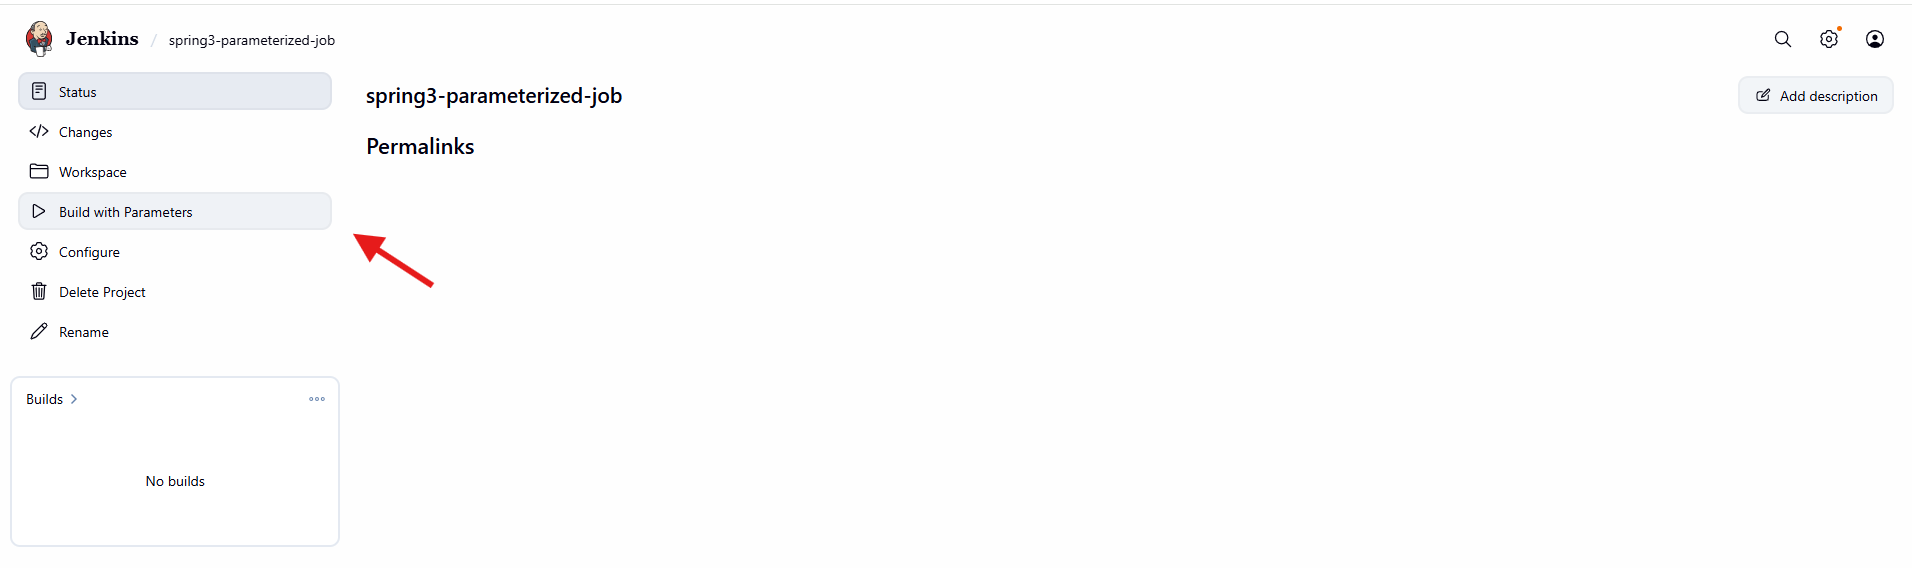 Jenkins / spring3-parameterized-job
Status
Changes
Workspace
Build with Parameters
Configure
Delete Project
Rename
Builds
No builds
spring3-parameterized-job
Add description
Permalinks